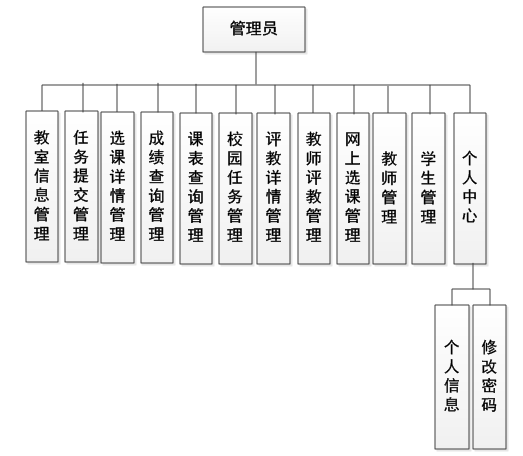 管理员
教室信息管理
任务提交管理
选课详情管理
成绩查询管理
课表查询管理
校园任务管理
评教详情管理
教师评教管理
网上选课管理
教师管理
学生管理
个人中心
个人信息
修改密码